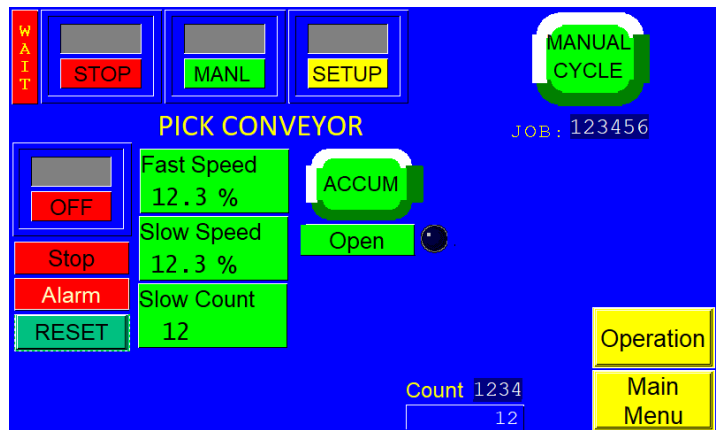 WAIT
STOP
MANL
SETUP
MANUAL
CYCLE
PICK CONVEYOR
JOB: 123456
OFF
Fast Speed
12.3 %
ACCUM
Slow Speed
12.3 %
Open
Stop
Alarm
Slow Count
12
RESET
Operation
Count 1234
12
Main
Menu